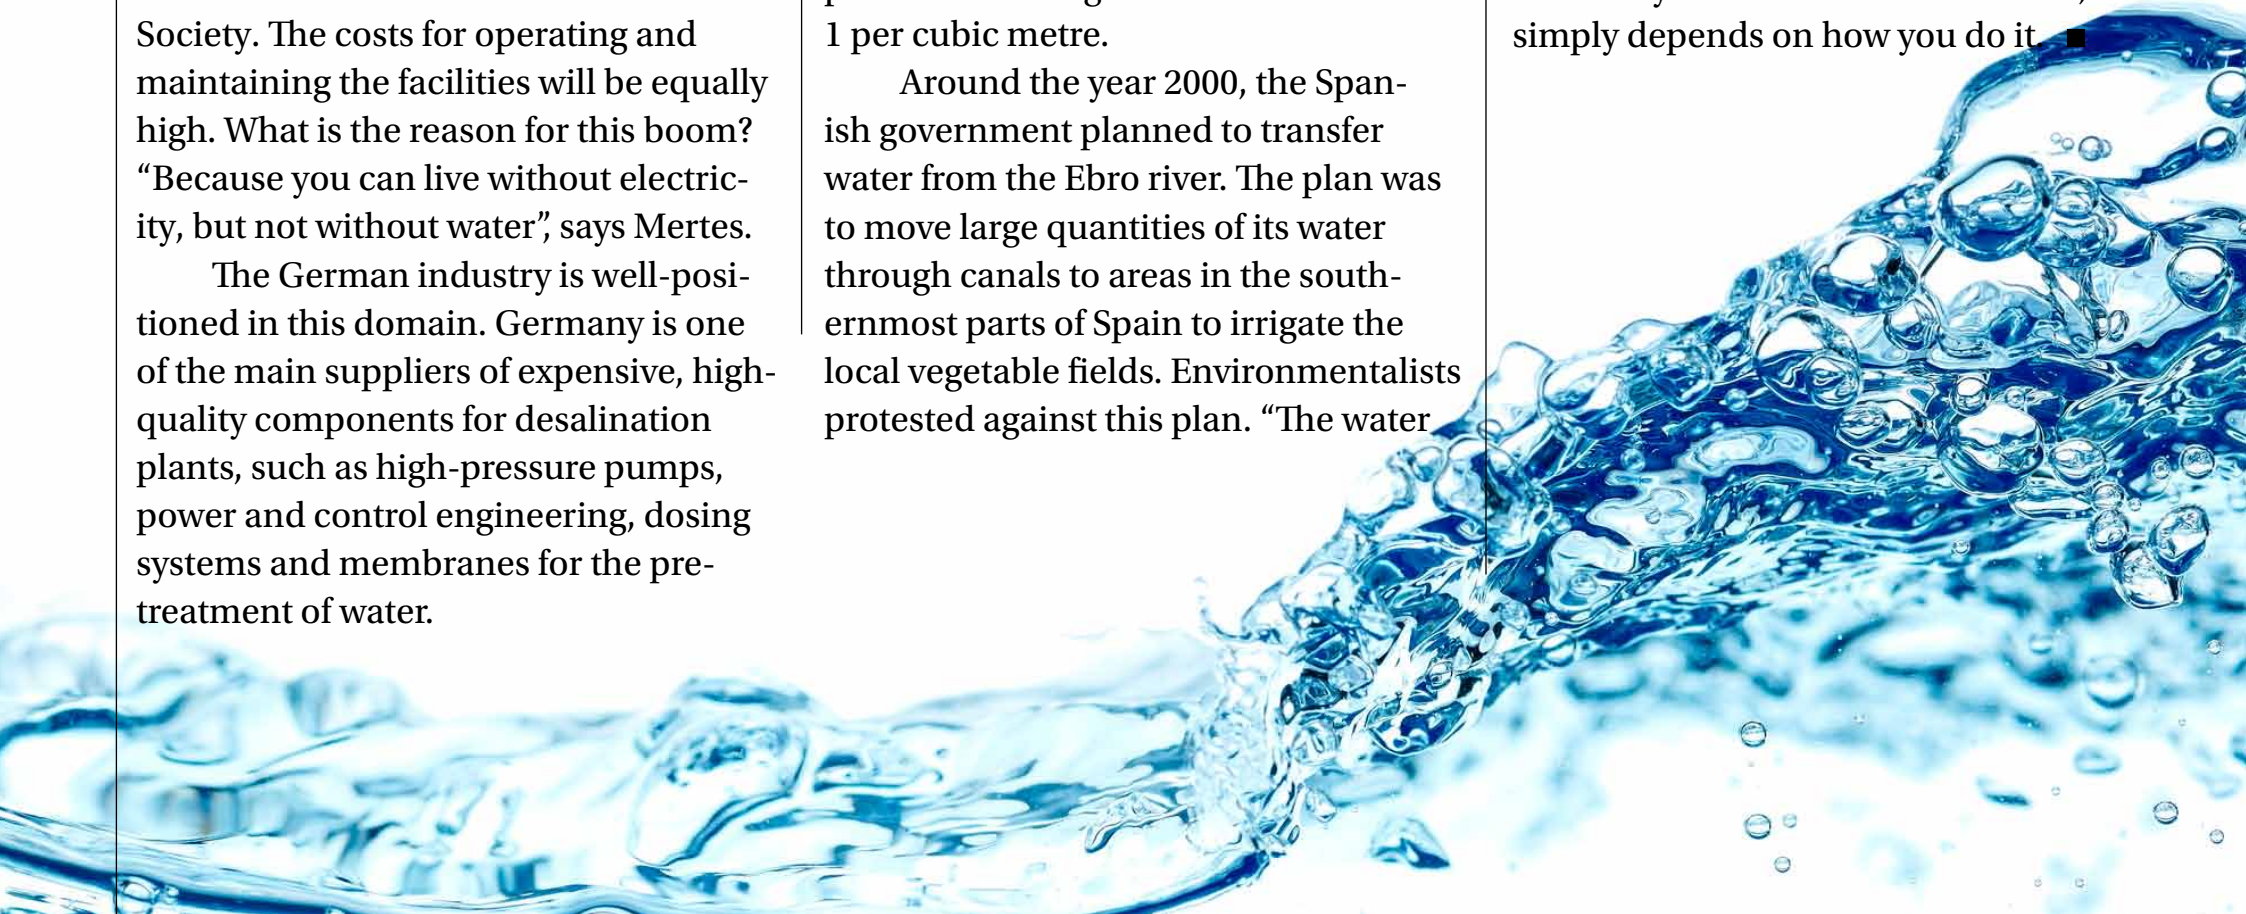 Society. The costs for operating and
maintaining the facilities will be equally
high. What is the reason for this boom?
“Because you can live without electric-
ity, but not without water”, says Mertes.
The German industry is well-posi-
tioned in this domain. Germany is one
of the main suppliers of expensive, high-
quality components for desalination
plants, such as high-pressure pumps,
power and control engineering, dosing
systems and membranes for the pre-
treatment of water.
1 per cubic metre.
Around the year 2000, the Span-
ish government planned to transfer
water from the Ebro river. The plan was
to move large quantities of its water
through canals to areas in the south-
ernmost parts of Spain to irrigate the
local vegetable fields. Environmentalists
protested against this plan. “The water
simply depends on how you do it. ■